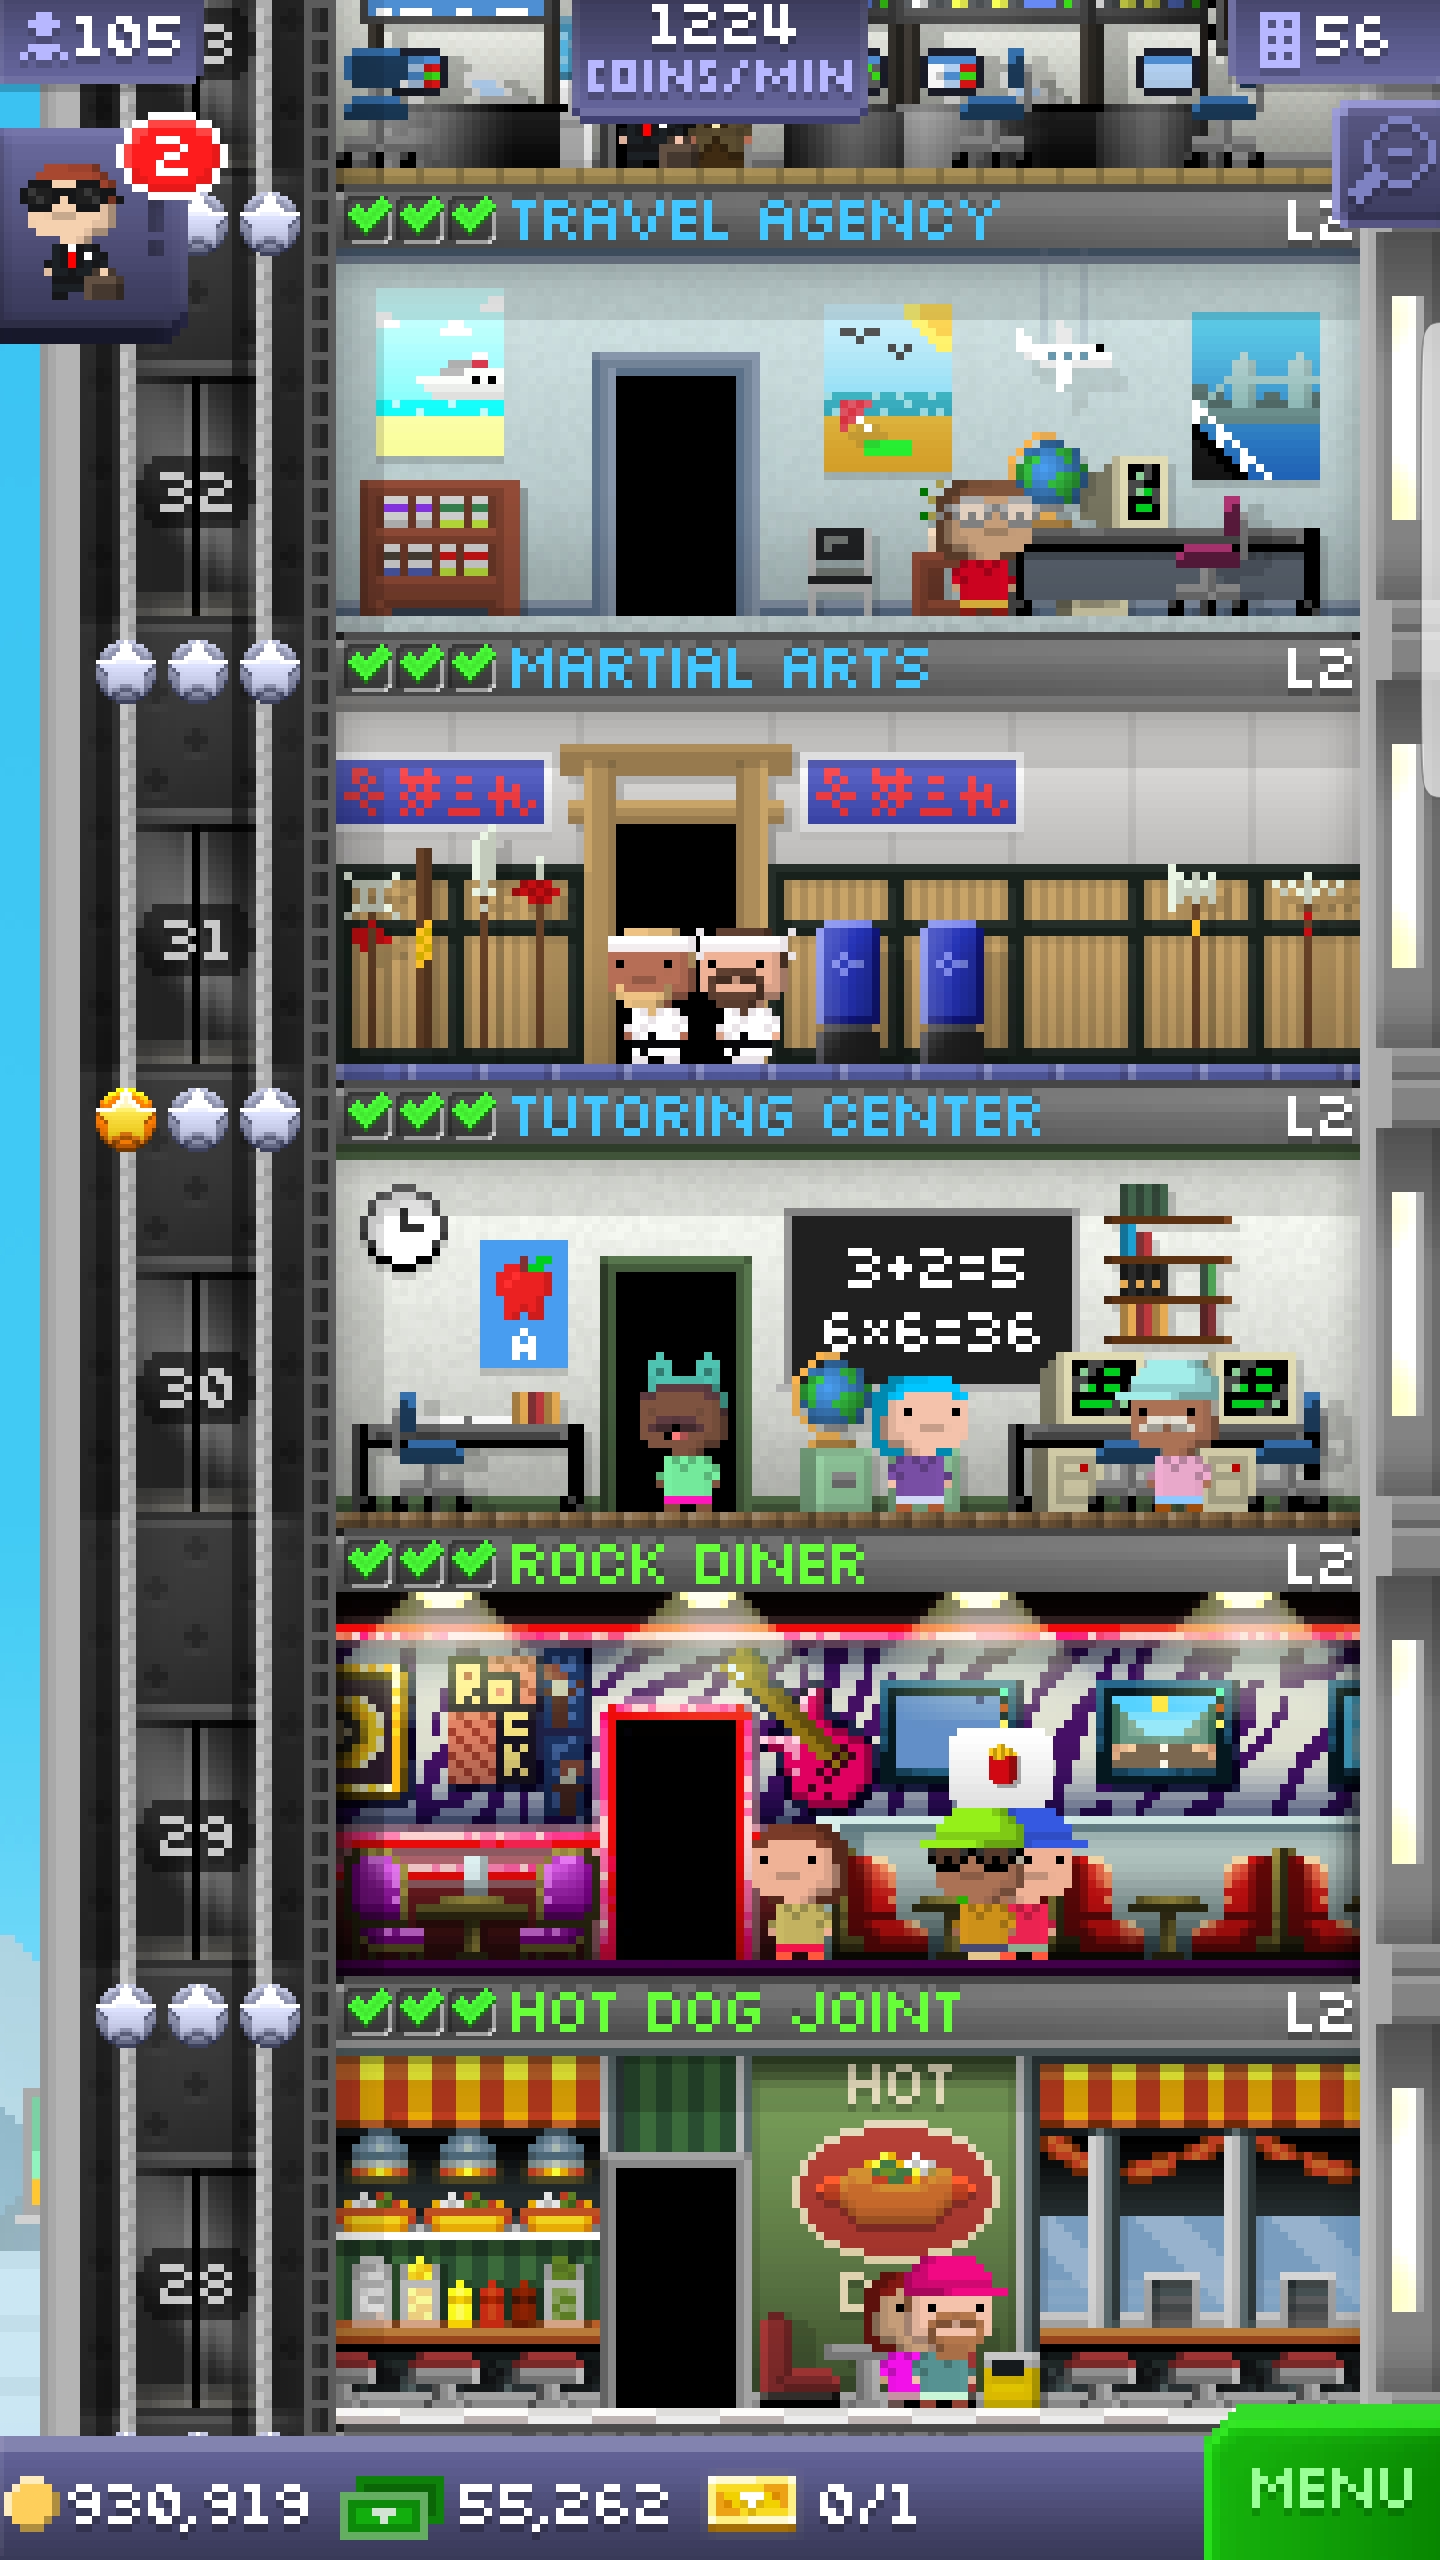 105
3
1224
COINS/MIN
56
2
TRAVEL AGENCY
L2
32
MARTIAL ARTS
L2
31
TUTORING CENTER
L2
3+2=5
6×6=36
A
30
ROCK DINER
L2
29
HOT DOG JOINT
L2
HOT
28
930,919
55,262
0/1
MENU